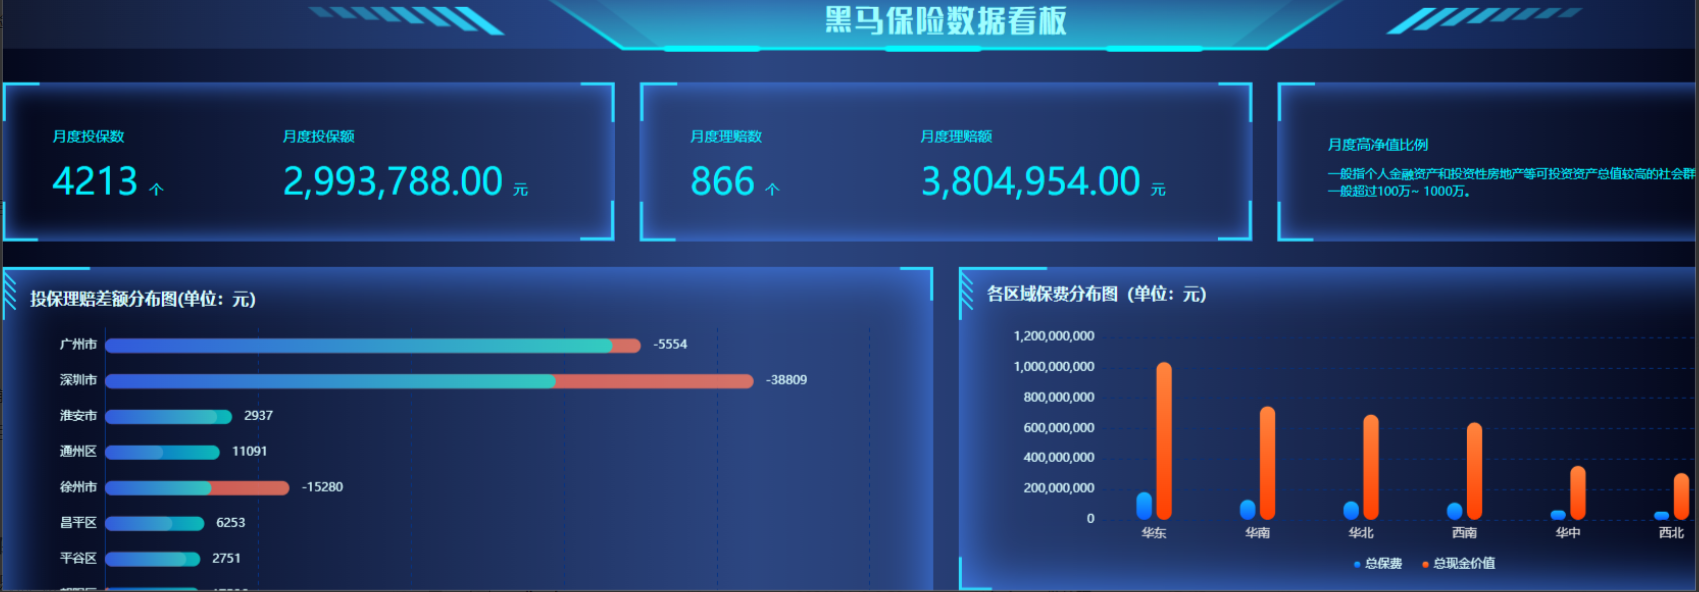 黑马保险数据看板
月度投保数
4213 个
月度投保额
2,993,788.00 元
月度理赔数
866 个
月度理赔额
3,804,954.00 元
月度高净值比例
一般指个人金融资产和投资性房地产等可投资资产总值较高的社会群
一般超过100万~ 1000万。
投保理赔差额分布图(单位：元)
广州市 -5554
深圳市 -38809
淮安市 2937
通州区 11091
徐州市 -15280
昌平区 6253
平谷区 2751
各区域保费分布图（单位：元)
1,200,000,000
1,000,000,000
800,000,000
600,000,000
400,000,000
200,000,000
0
华东 华南 华北 西南 华中 西北
总保费 总现金价值